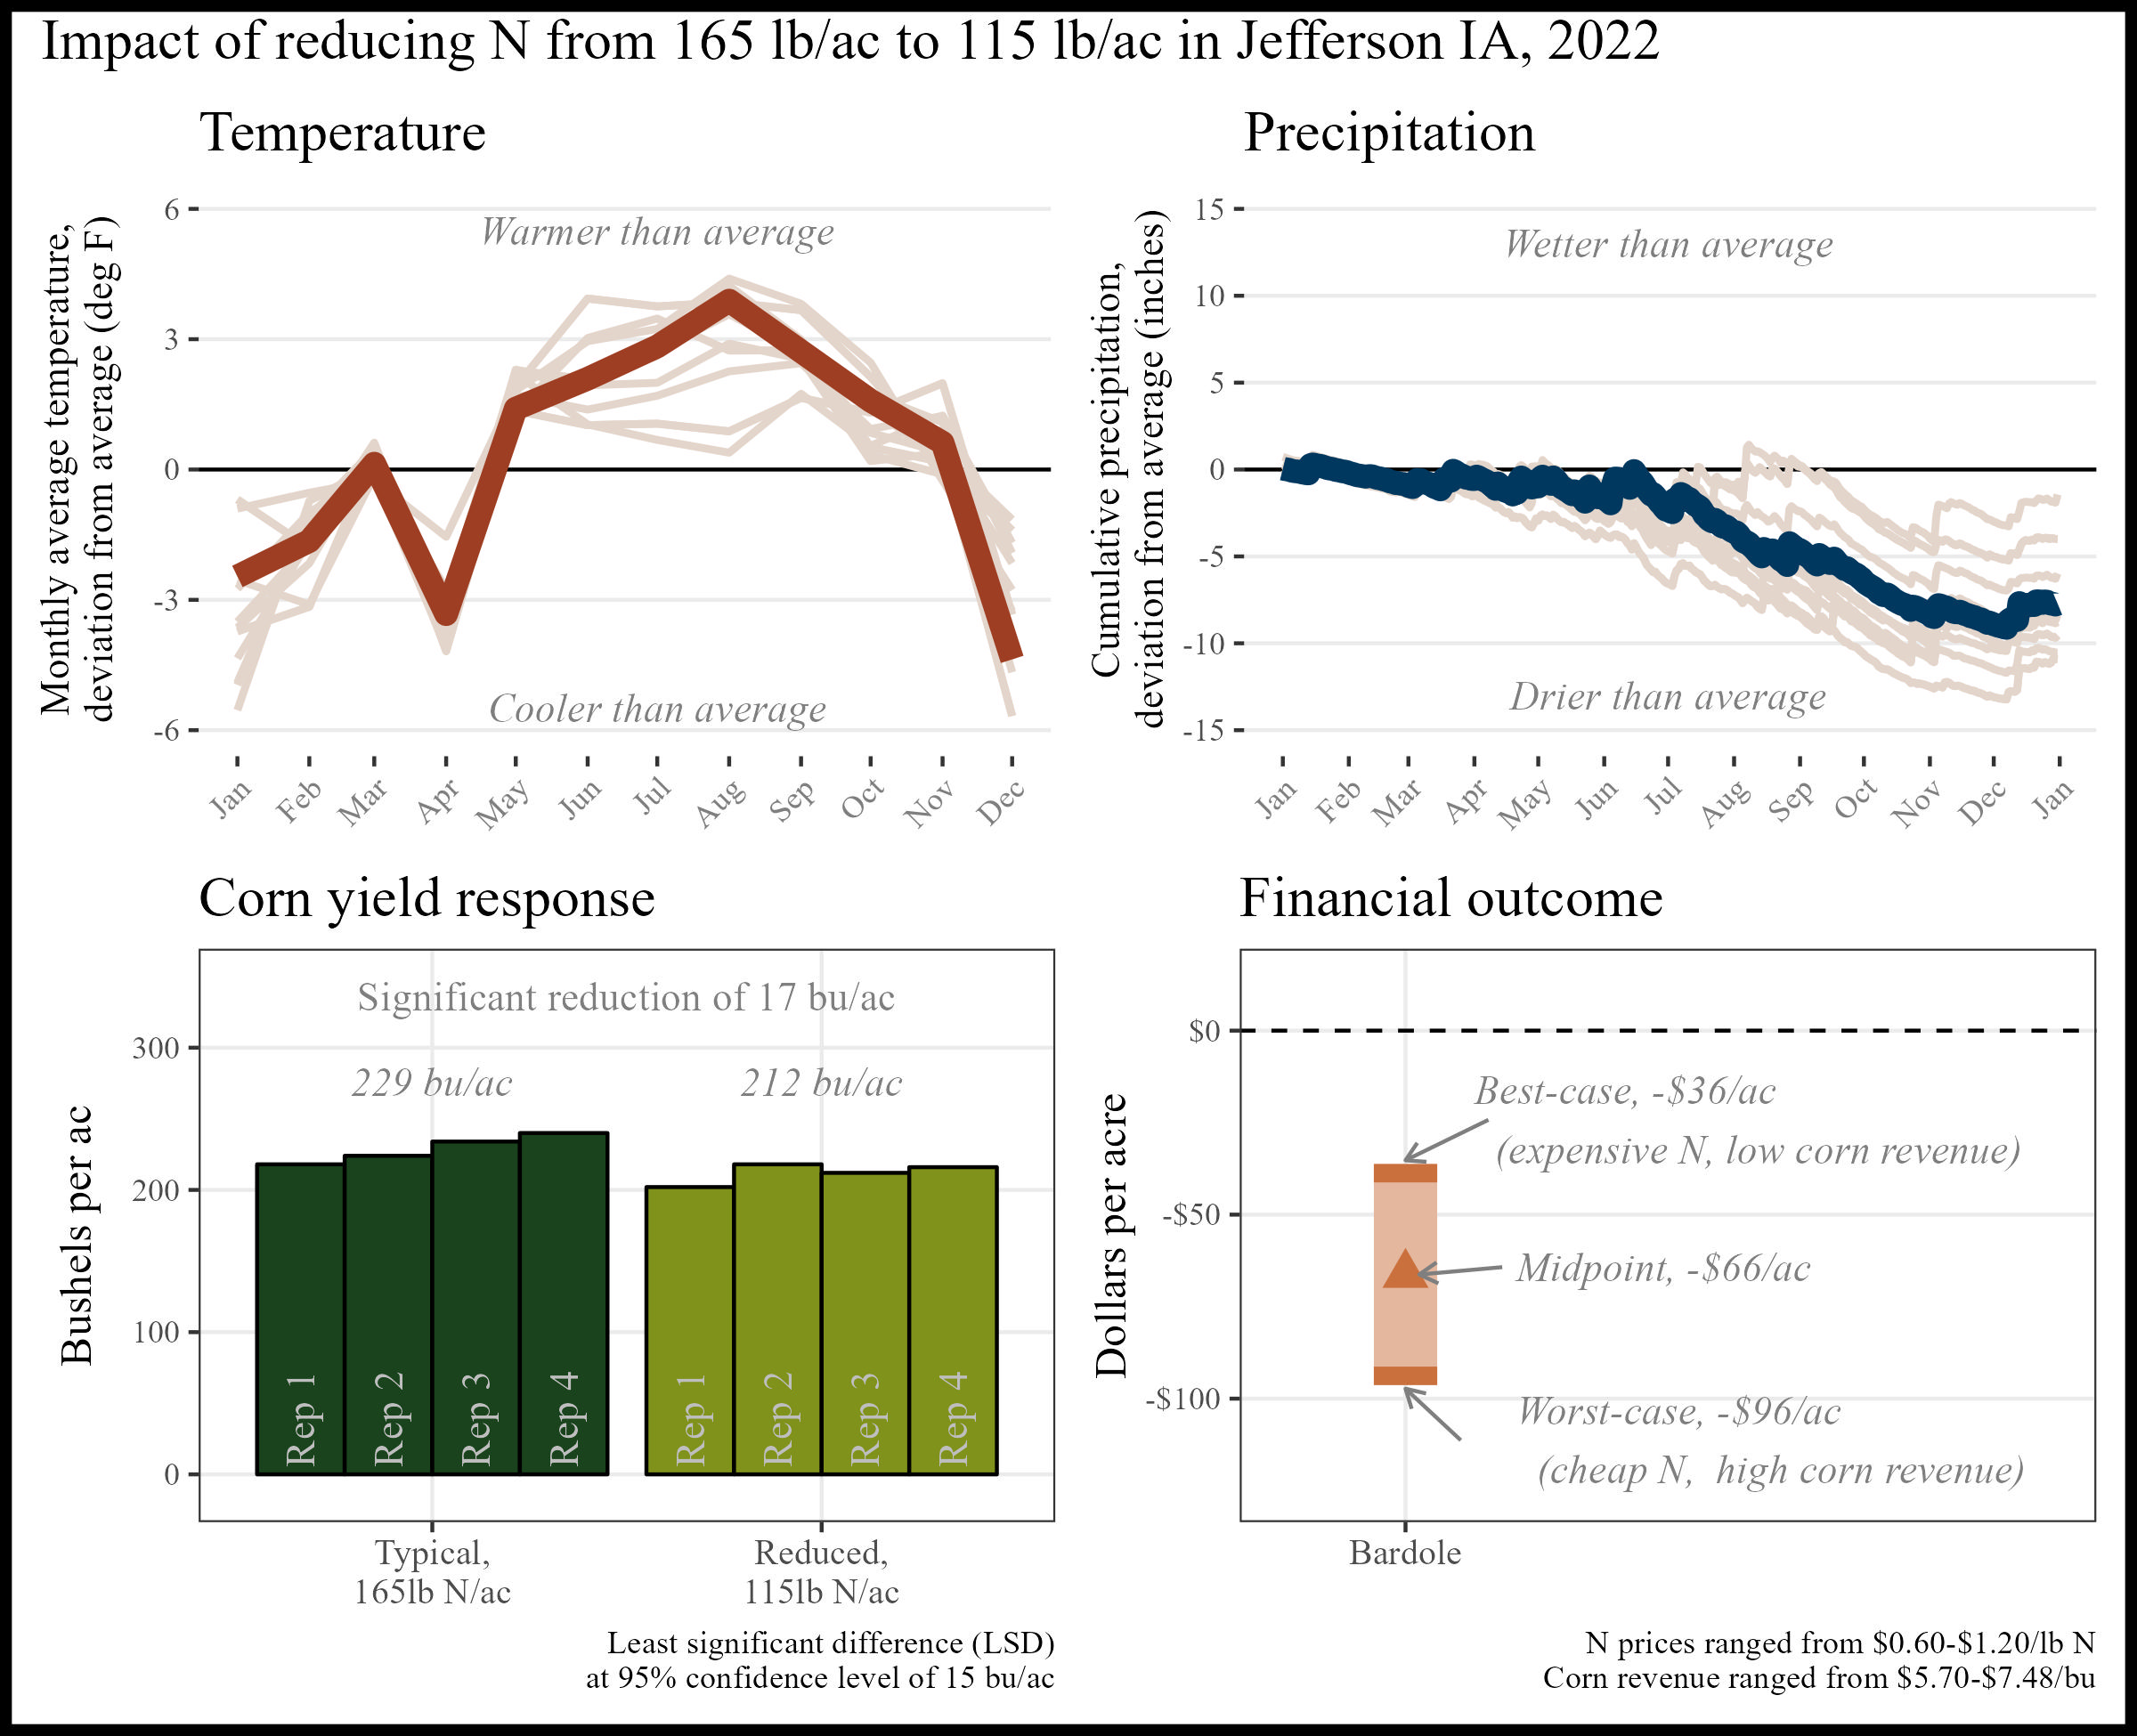 Impact of reducing N from 165 lb/ac to 115 lb/ac in Jefferson IA, 2022
Temperature
Monthly average temperature,
deviation from average (deg F)
6
3
0
-3
-6
Warmer than average
Cooler than average
Jan
Feb
Mar
Apr
May
Jun
Jul
Aug
Sep
Oct
Nov
Dec
Precipitation
Cumulative precipitation,
deviation from average (inches)
15
10
5
0
-5
-10
-15
Wetter than average
Drier than average
Jan
Feb
Mar
Apr
May
Jun
Jul
Aug
Sep
Oct
Nov
Dec
Jan
Corn yield response
Bushels per ac
300
200
100
0
Significant reduction of 17 bu/ac
229 bu/ac
212 bu/ac
Rep 1
Rep 2
Rep 3
Rep 4
Rep 1
Rep 2
Rep 3
Rep 4
Typical,
165lb N/ac
Reduced,
115lb N/ac
Least significant difference (LSD)
at 95% confidence level of 15 bu/ac
Financial outcome
Dollars per acre
$0
-$50
-$100
Best-case, -$36/ac
(expensive N, low corn revenue)
Midpoint, -$66/ac
Worst-case, -$96/ac
(cheap N,  high corn revenue)
Bardole
N prices ranged from $0.60-$1.20/lb N
Corn revenue ranged from $5.70-$7.48/bu